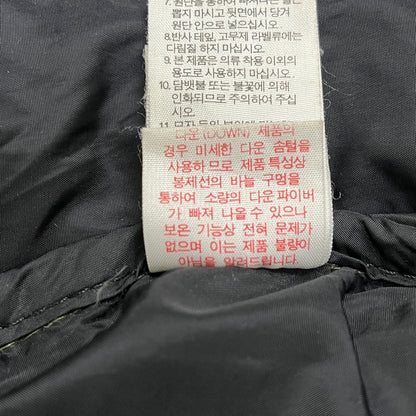 7. 원단을 통하여 빠져나온 털은
뽑지 마시고 뒷면에서 당겨
원단 안으로 넣으십시오.
8.반사 테잎, 고무제 라벨류에는
다림질 하지 마십시오.
9. 본 제품은 의류 착용 이외의
용도로 사용하지 마십시오.
10. 담뱃불 또는 불꽃에 의해
인화되므로 주의하여 주십
시오.
11. 모자
다운(DOWN) 제품의
경우 미세한 다운 솜털을
사용하므로 제품 특성상
봉제선의 바늘 구멍을
통하여 소량의 다운파이버
가 빠져 나올 수 있으나
보온 기능상 전혀 문제가
없으며 이는 제품 불량이
아님을 알려드립니다.